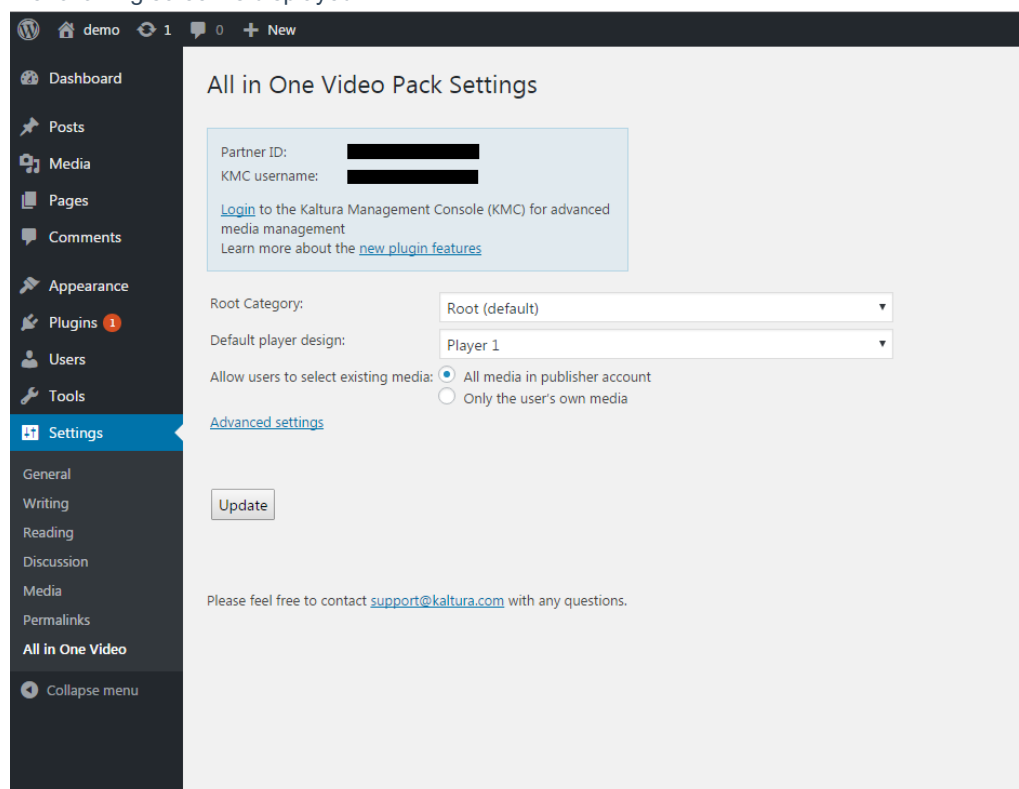 demo 1 0 + New
Dashboard
Posts
Media
Pages
Comments
Appearance
Plugins 1
Users
Tools
Settings
General
Writing
Reading
Discussion
Media
Permalinks
All in One Video
Collapse menu
All in One Video Pack Settings
Partner ID:
KMC username:
Login to the Kaltura Management Console (KMC) for advanced
media management
Learn more about the new plugin features
Root Category: Root (default)
Default player design: Player 1
Allow users to select existing media: All media in publisher account
Only the user's own media
Advanced settings
Update
Please feel free to contact support@kaltura.com with any questions.